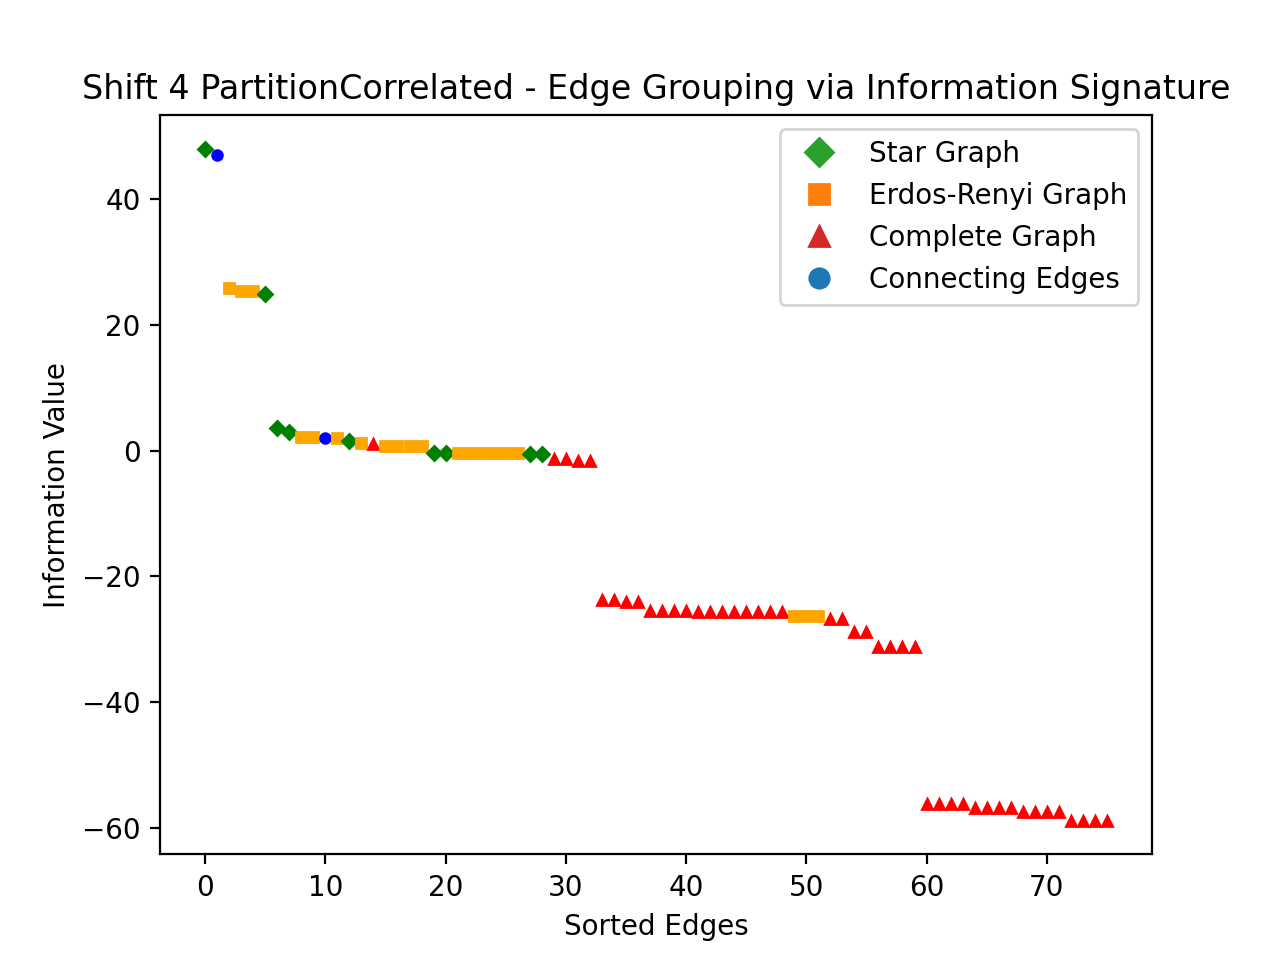 Shift 4 PartitionCorrelated - Edge Grouping via Information Signature
Star Graph
Erdos-Renyi Graph
Complete Graph
Connecting Edges
Information Value
40
20
0
−20
−40
−60
0 10 20 30 40 50 60 70
Sorted Edges